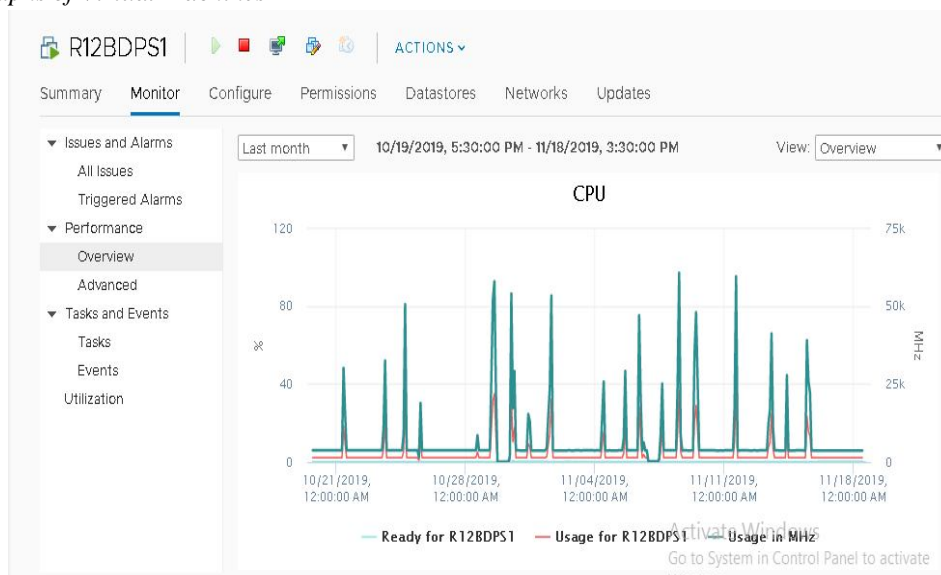 R12BDPS1 ACTIONS
Summary Monitor Configure Permissions Datastores Networks Updates
Issues and Alarms
All Issues
Triggered Alarms
Performance
Overview
Advanced
Tasks and Events
Tasks
Events
Utilization
Last month 10/19/2019, 5:30:00 PM - 11/18/2019, 3:30:00 PM View: Overview
CPU
120 75k
80 50k
% MHz
40 25k
0 0
10/21/2019, 10/28/2019, 11/04/2019, 11/11/2019, 11/18/2019,
12:00:00 AM 12:00:00 AM 12:00:00 AM 12:00:00 AM 12:00:00 AM
Ready for R12BDPS1 Usage for R12BDPS1 Usage in MHz
Activate Windows
Go to System in Control Panel to activate